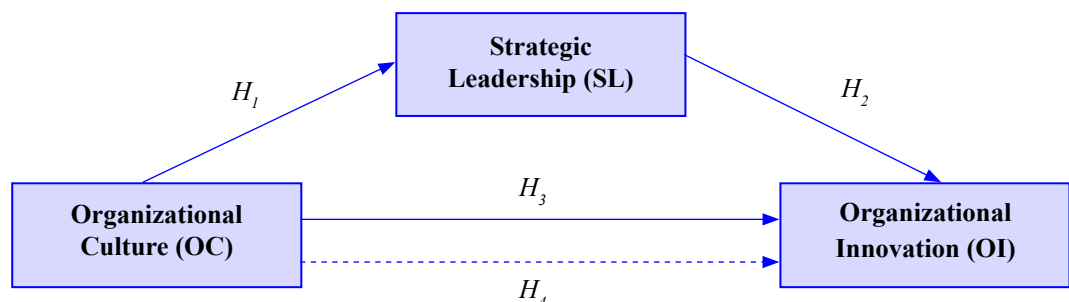 Strategic
Leadership (SL)
H1
H2
H3
Organizational
Culture (OC)
Organizational
Innovation (OI)
H4